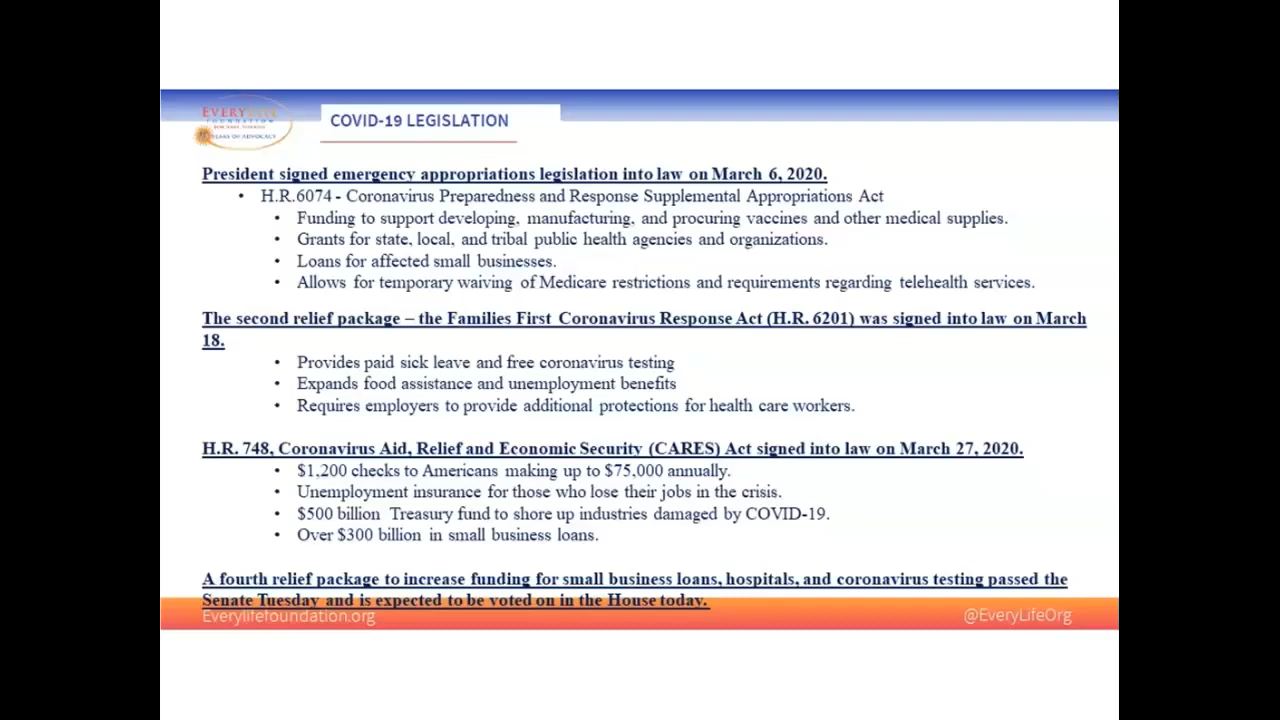 EVERYLIFE
FOUNDATION
FOR RARE DISEASES
YEARS OF ADVOCACY
COVID-19 LEGISLATION
President signed emergency appropriations legislation into law on March 6, 2020.
• H.R.6074 - Coronavirus Preparedness and Response Supplemental Appropriations Act
• Funding to support developing, manufacturing, and procuring vaccines and other medical supplies.
• Grants for state, local, and tribal public health agencies and organizations.
• Loans for affected small businesses.
• Allows for temporary waiving of Medicare restrictions and requirements regarding telehealth services.
The second relief package – the Families First Coronavirus Response Act (H.R. 6201) was signed into law on March
18.
• Provides paid sick leave and free coronavirus testing
• Expands food assistance and unemployment benefits
• Requires employers to provide additional protections for health care workers.
H.R. 748, Coronavirus Aid, Relief and Economic Security (CARES) Act signed into law on March 27, 2020.
• $1,200 checks to Americans making up to $75,000 annually.
• Unemployment insurance for those who lose their jobs in the crisis.
• $500 billion Treasury fund to shore up industries damaged by COVID-19.
• Over $300 billion in small business loans.
A fourth relief package to increase funding for small business loans, hospitals, and coronavirus testing passed the
Senate Tuesday and is expected to be voted on in the House today.
Everylifefoundation.org
@EveryLifeOrg